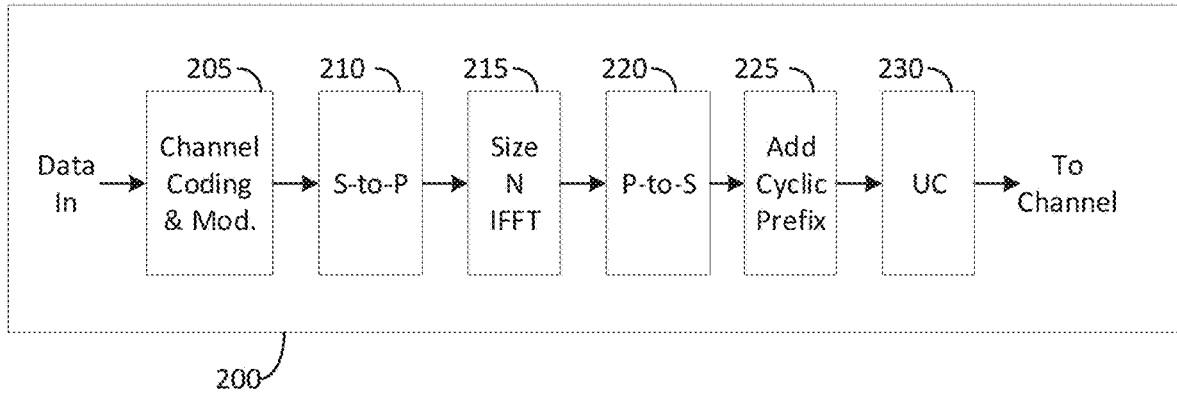 205
210
215
220
225
230
Data
In
Channel
Coding
& Mod.
S-to-P
Size
N
IFFT
P-to-S
Add
Cyclic
Prefix
UC
To
Channel
200